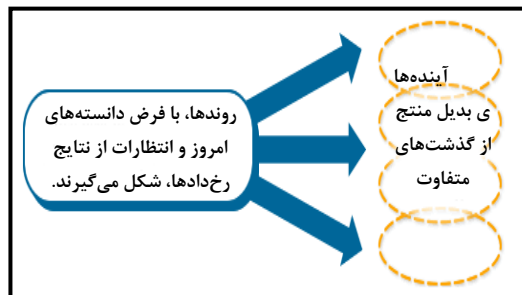 روندها، با فرض دانسته‌های
امروز و انتظارات از نتایج
رخ‌دادها، شکل می‌گیرند.
آینده‌ها
ی بدیل منتج
از گذشت‌های
متفاوت